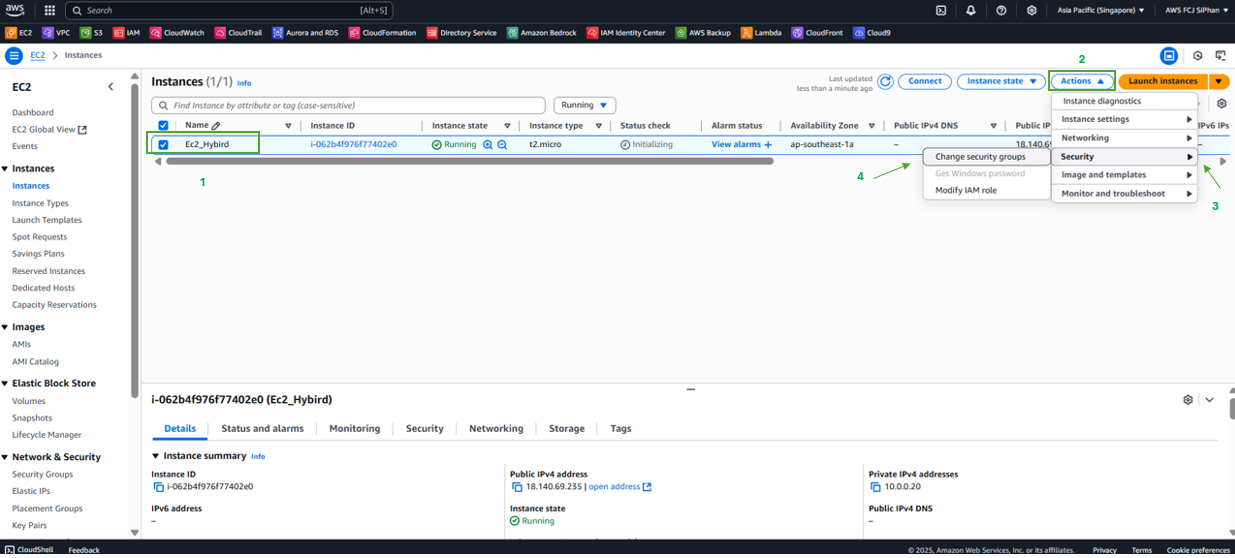 aws
Search [Alt+S] Asia Pacific (Singapore) AWS FCJ SiPhan
EC2 VPC S3 IAM CloudWatch CloudTrail Aurora and RDS CloudFormation Directory Service Amazon Bedrock IAM Identity Center AWS Backup Lambda CloudFront Cloud9
EC2 > Instances
EC2
Dashboard
EC2 Global View
Events
Instances
Instances
Instance Types
Launch Templates
Spot Requests
Savings Plans
Reserved Instances
Dedicated Hosts
Capacity Reservations
Images
AMIs
AMI Catalog
Elastic Block Store
Volumes
Snapshots
Lifecycle Manager
Network & Security
Security Groups
Elastic IPs
Placement Groups
Key Pairs
Instances (1/1) Info
Last updated
less than a minute ago
Connect Instance state Actions Launch instances
2
Find Instance by attribute or tag (case-sensitive) Running
Name Instance ID Instance state Instance type Status check Alarm status Availability Zone Public IPv4 DNS Public IP IPv6 IPs
Ec2_Hybird i-062b4f976f77402e0 Running t2.micro Initializing View alarms + ap-southeast-1a – 18.140.69 –
1
Instance diagnostics
Instance settings
Networking
Security
Image and templates
Monitor and troubleshoot
3
Change security groups
Get Windows password
Modify IAM role
4
i-062b4f976f77402e0 (Ec2_Hybird)
Details Status and alarms Monitoring Security Networking Storage Tags
Instance summary Info
Instance ID
i-062b4f976f77402e0
IPv6 address
–
Public IPv4 address
18.140.69.235 | open address
Instance state
Running
Private IPv4 addresses
10.0.0.20
Public IPv4 DNS
–
CloudShell Feedback © 2025, Amazon Web Services, Inc. or its affiliates. Privacy Terms Cookie preferences